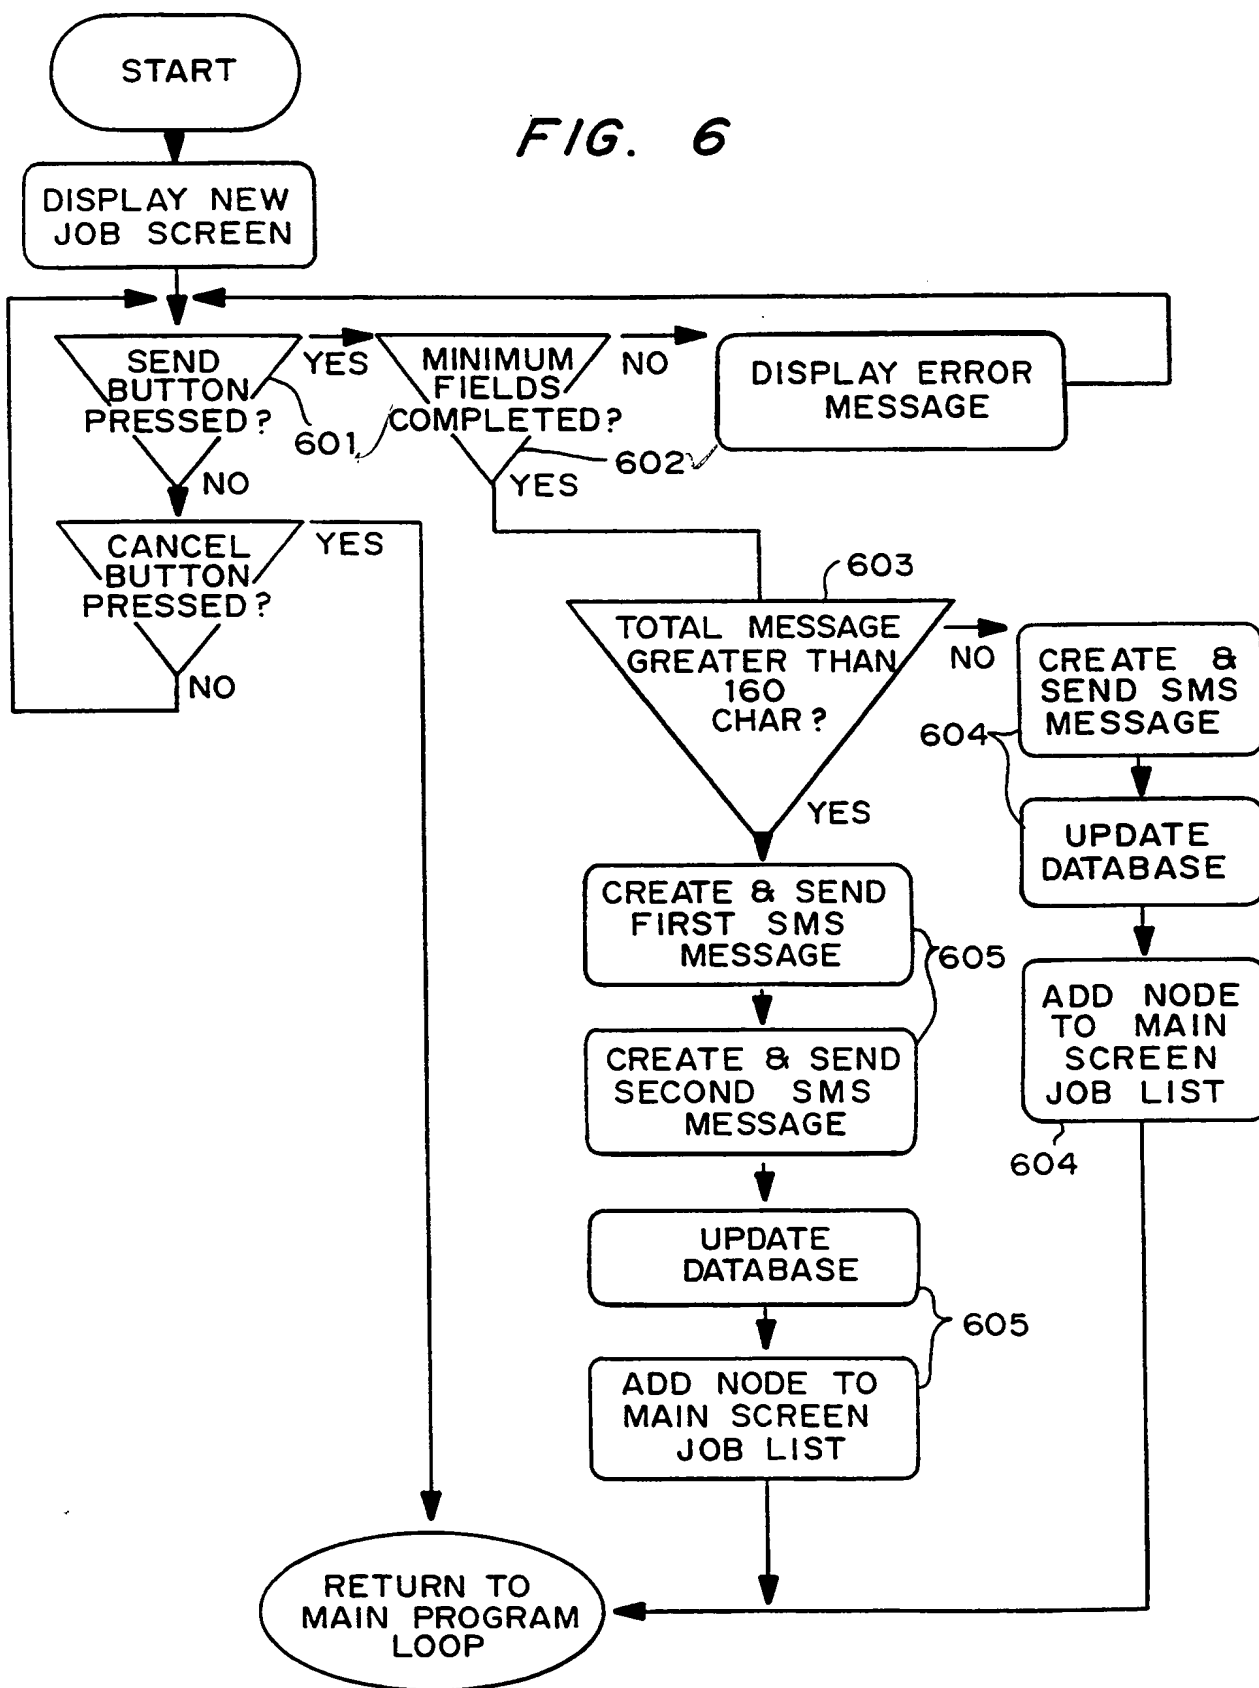 START
FIG. 6
DISPLAY NEW
JOB SCREEN
SEND
BUTTON
PRESSED?
YES
601
NO
MINIMUM
FIELDS
COMPLETED?
NO
602
YES
DISPLAY ERROR
MESSAGE
CANCEL
BUTTON
PRESSED?
YES
NO
603
TOTAL MESSAGE
GREATER THAN
160
CHAR?
NO
YES
CREATE &
SEND SMS
MESSAGE
604
UPDATE
DATABASE
ADD NODE
TO MAIN
SCREEN
JOB LIST
604
CREATE & SEND
FIRST SMS
MESSAGE
605
CREATE & SEND
SECOND SMS
MESSAGE
UPDATE
DATABASE
605
ADD NODE TO
MAIN SCREEN
JOB LIST
RETURN TO
MAIN PROGRAM
LOOP